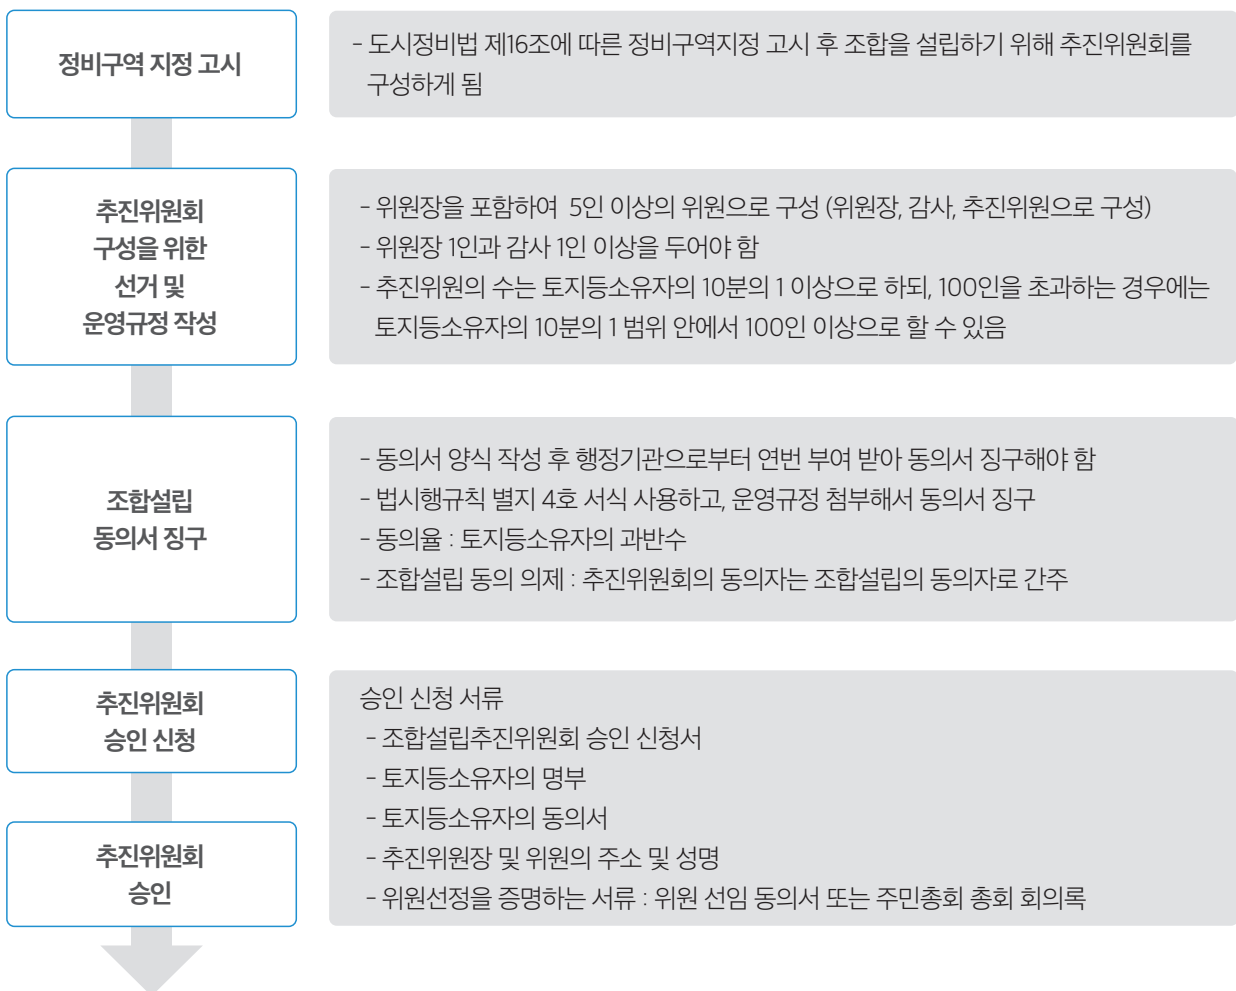 정비구역 지정 고시
- 도시정비법 제16조에 따른 정비구역지정 고시 후 조합을 설립하기 위해 추진위원회를
구성하게 됨
추진위원회
구성을 위한
선거 및
운영규정 작성
- 위원장을 포함하여 5인 이상의 위원으로 구성 (위원장, 감사, 추진위원으로 구성)
- 위원장 1인과 감사 1인 이상을 두어야 함
- 추진위원의 수는 토지등소유자의 10분의 1 이상으로 하되, 100인을 초과하는 경우에는
토지등소유자의 10분의 1 범위 안에서 100인 이상으로 할 수 있음
조합설립
동의서 징구
- 동의서 양식 작성 후 행정기관으로부터 연번 부여 받아 동의서 징구해야 함
- 법시행규칙 별지 4호 서식 사용하고, 운영규정 첨부해서 동의서 징구
- 동의율 : 토지등소유자의 과반수
- 조합설립 동의 의제 : 추진위원회의 동의자는 조합설립의 동의자로 간주
추진위원회
승인 신청
추진위원회
승인
승인 신청 서류
- 조합설립추진위원회 승인 신청서
- 토지등소유자의 명부
- 토지등소유자의 동의서
- 추진위원장 및 위원의 주소 및 성명
- 위원선정을 증명하는 서류 : 위원 선임 동의서 또는 주민총회 총회 회의록